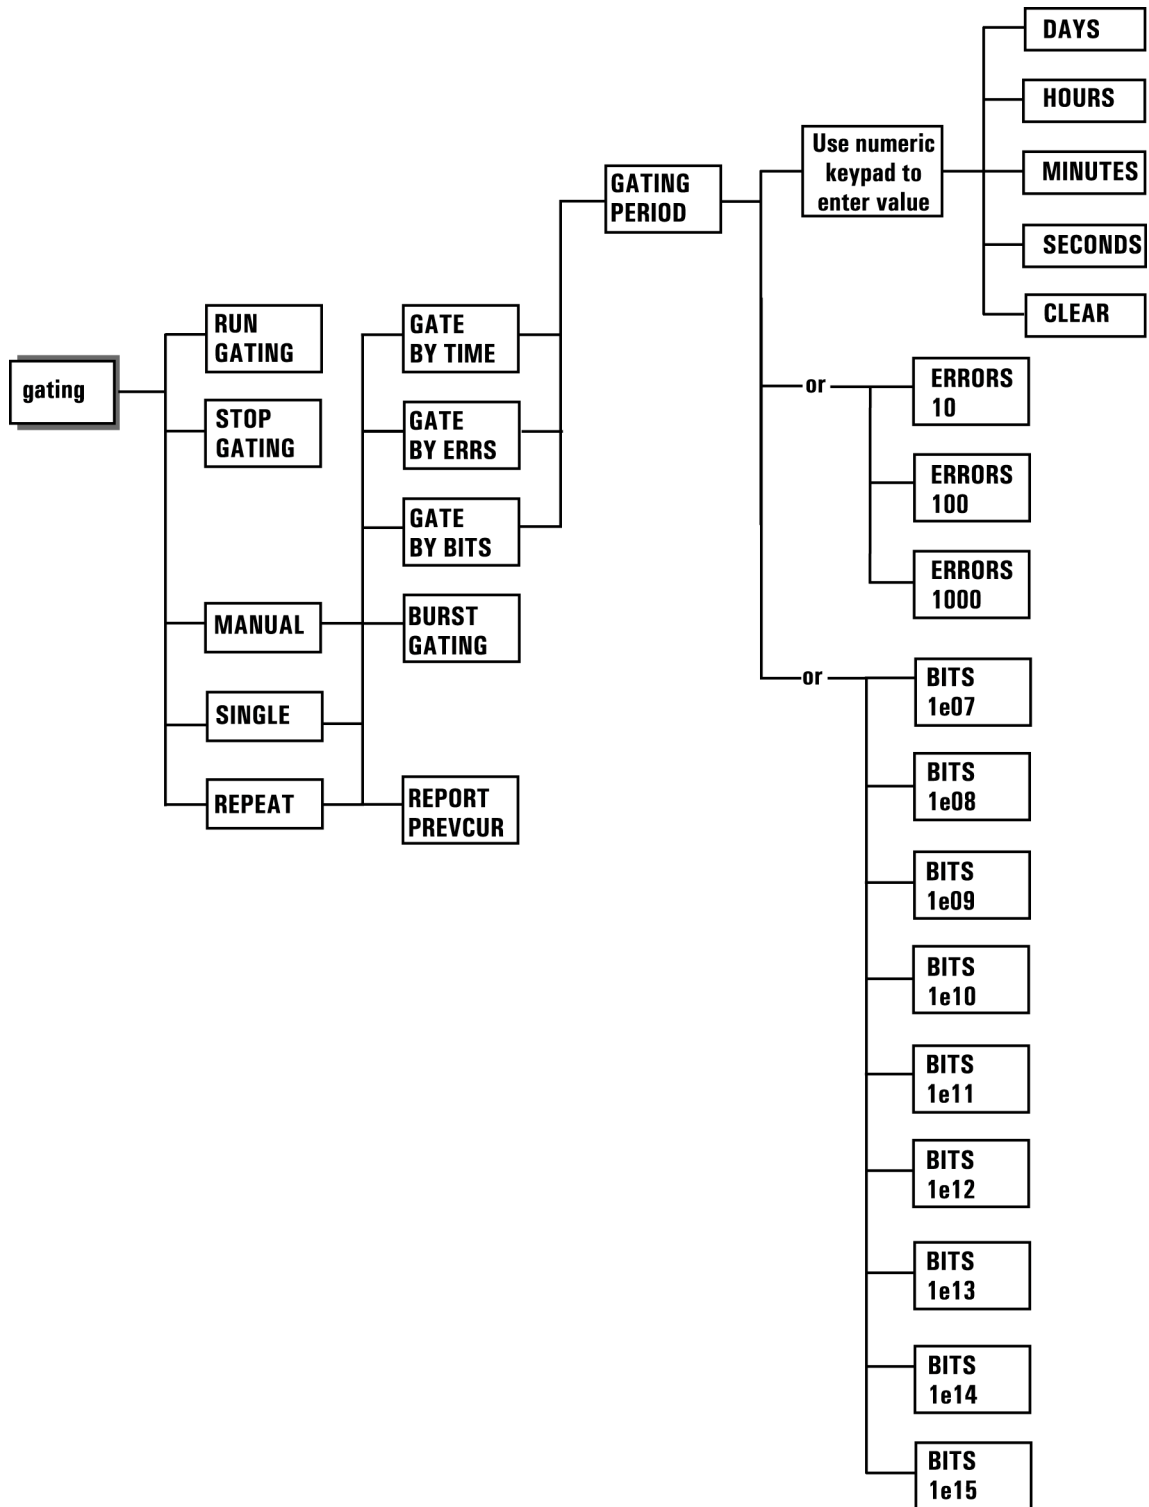 gating
RUN
GATING
STOP
GATING
MANUAL
SINGLE
REPEAT
GATE
BY TIME
GATE
BY ERRS
GATE
BY BITS
BURST
GATING
REPORT
PREVCUR
GATING
PERIOD
Use numeric
keypad to
enter value
DAYS
HOURS
MINUTES
SECONDS
CLEAR
or
ERRORS
10
ERRORS
100
ERRORS
1000
or
BITS
1e07
BITS
1e08
BITS
1e09
BITS
1e10
BITS
1e11
BITS
1e12
BITS
1e13
BITS
1e14
BITS
1e15